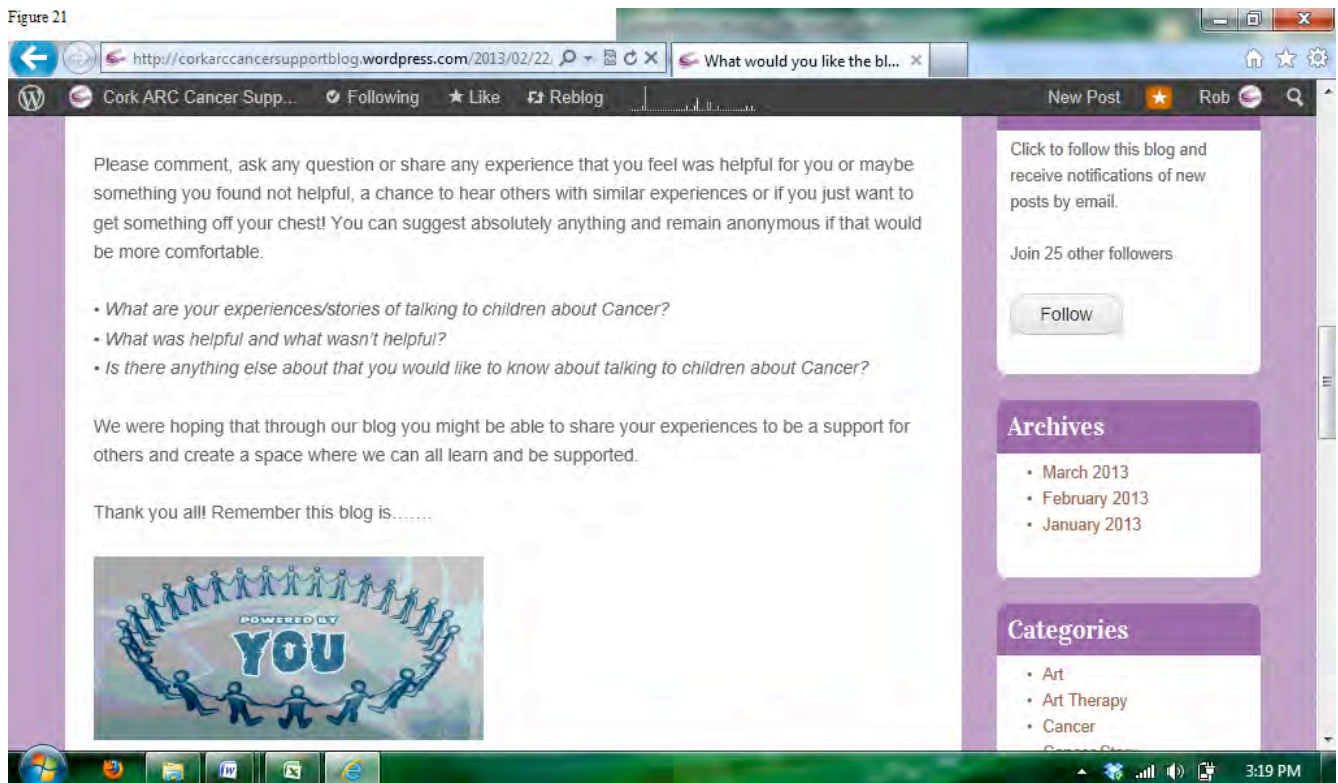 Figure 21
http://corkarccancersupportblog.wordpress.com/2013/02/22
What would you like the bl...
Cork ARC Cancer Supp... Following Like Reblog New Post Rob
Please comment, ask any question or share any experience that you feel was helpful for you or maybe
something you found not helpful, a chance to hear others with similar experiences or if you just want to
get something off your chest! You can suggest absolutely anything and remain anonymous if that would
be more comfortable.
• What are your experiences/stories of talking to children about Cancer?
• What was helpful and what wasn't helpful?
• Is there anything else about that you would like to know about talking to children about Cancer?
We were hoping that through our blog you might be able to share your experiences to be a support for
others and create a space where we can all learn and be supported.
Thank you all! Remember this blog is.......
POWERED BY
YOU
Click to follow this blog and
receive notifications of new
posts by email.
Join 25 other followers
Follow
Archives
• March 2013
• February 2013
• January 2013
Categories
• Art
• Art Therapy
• Cancer
3:19 PM